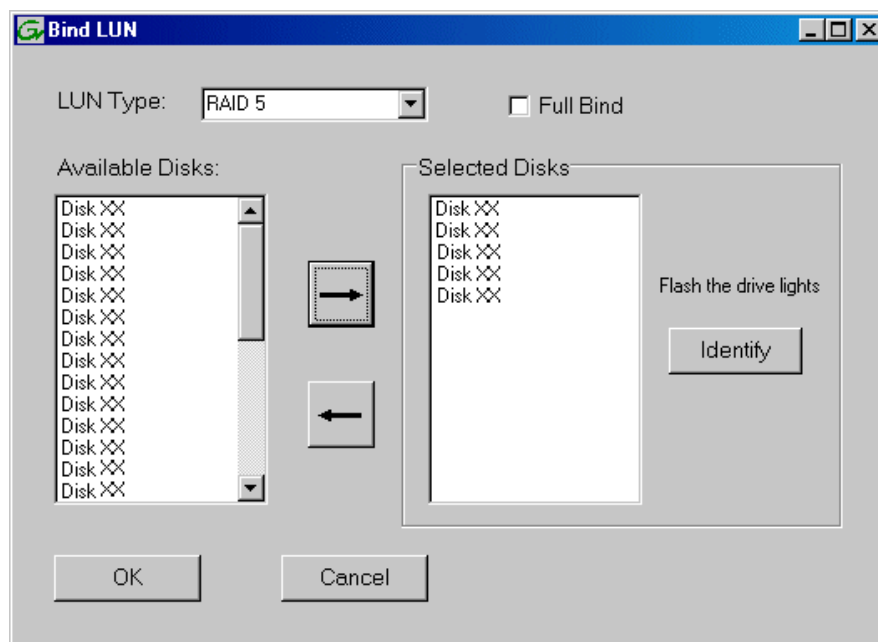 Bind LUN
LUN Type: RAID 5 Full Bind
Available Disks:
Disk XX
Disk XX
Disk XX
Disk XX
Disk XX
Disk XX
Disk XX
Disk XX
Disk XX
Disk XX
Disk XX
Disk XX
Disk XX
Disk XX
Selected Disks
Disk XX
Disk XX
Disk XX
Disk XX
Disk XX
Flash the drive lights
Identify
OK Cancel